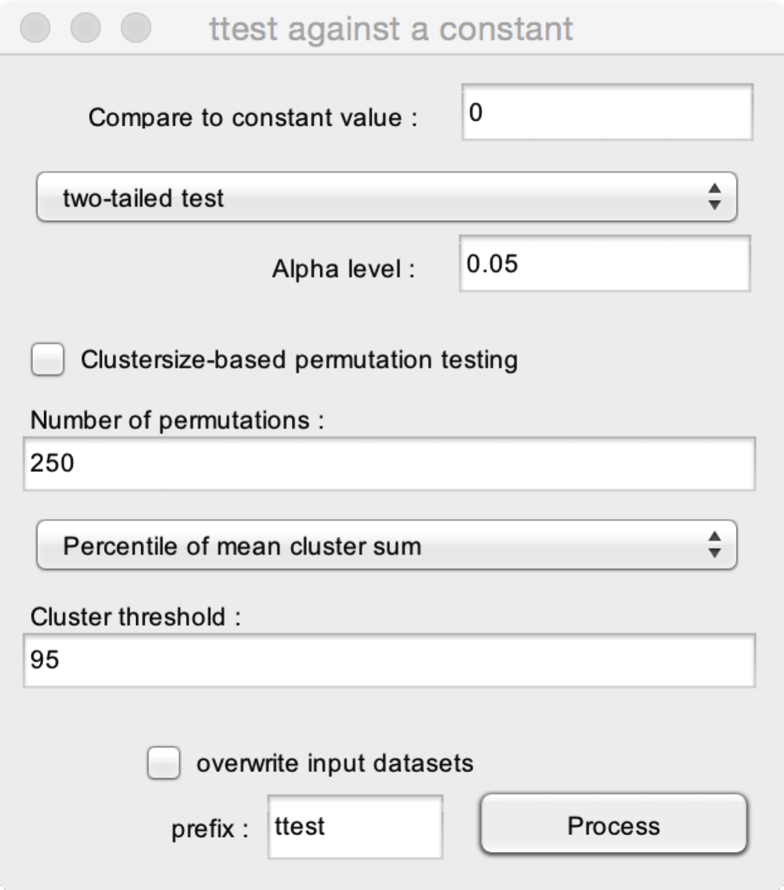 ttest against a constant
Compare to constant value : 0
two-tailed test
Alpha level : 0.05
Clustersize-based permutation testing
Number of permutations :
250
Percentile of mean cluster sum
Cluster threshold :
95
overwrite input datasets
prefix : ttest Process